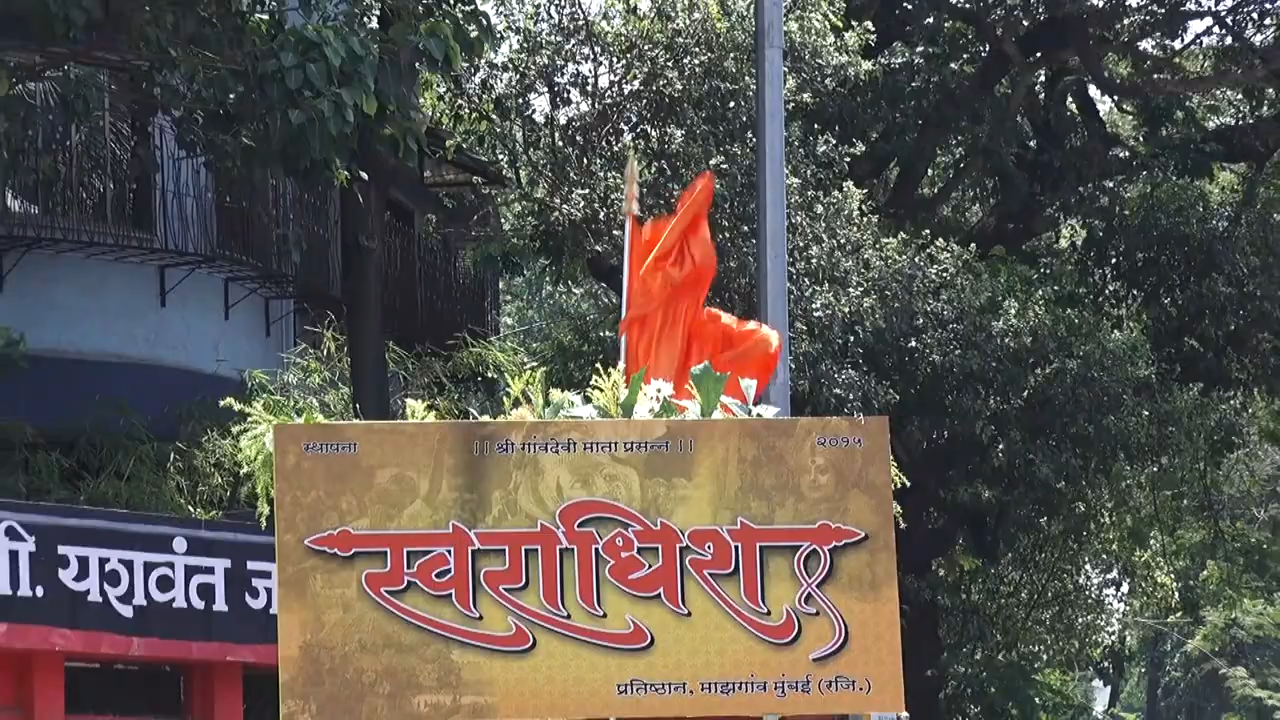 स्थापना || श्री गांवदेवी माता प्रसन्न || २०१५
स्वराधिश
प्रतिष्ठान, माझगांव मुंबई (रजि.)
यशवंत